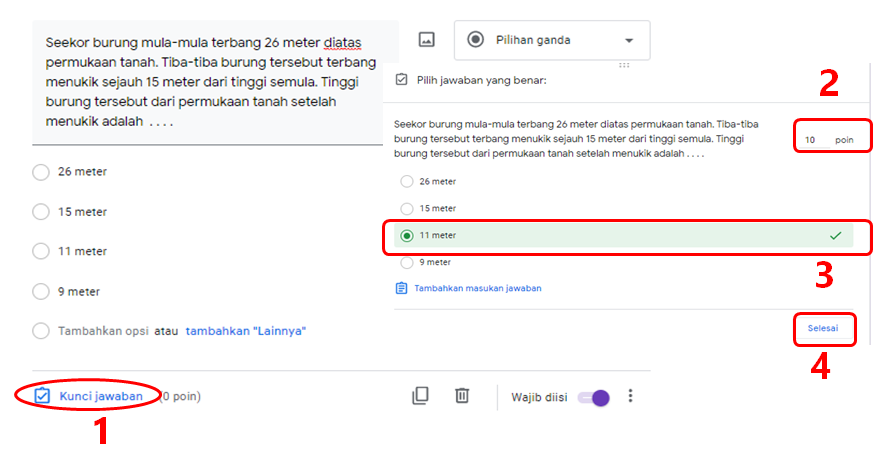 Seekor burung mula-mula terbang 26 meter diatas
permukaan tanah. Tiba-tiba burung tersebut terbang
menukik sejauh 15 meter dari tinggi semula. Tinggi
burung tersebut dari permukaan tanah setelah
menukik adalah . . . .
26 meter
15 meter
11 meter
9 meter
Tambahkan opsi atau tambahkan "Lainnya"
Kunci jawaban (0 poin)
1
Wajib diisi
Pilihan ganda
Pilih jawaban yang benar:
2
Seekor burung mula-mula terbang 26 meter diatas permukaan tanah. Tiba-tiba
burung tersebut terbang menukik sejauh 15 meter dari tinggi semula. Tinggi
burung tersebut dari permukaan tanah setelah menukik adalah . . . .
10 poin
26 meter
15 meter
11 meter
9 meter
3
Tambahkan masukan jawaban
Selesai
4